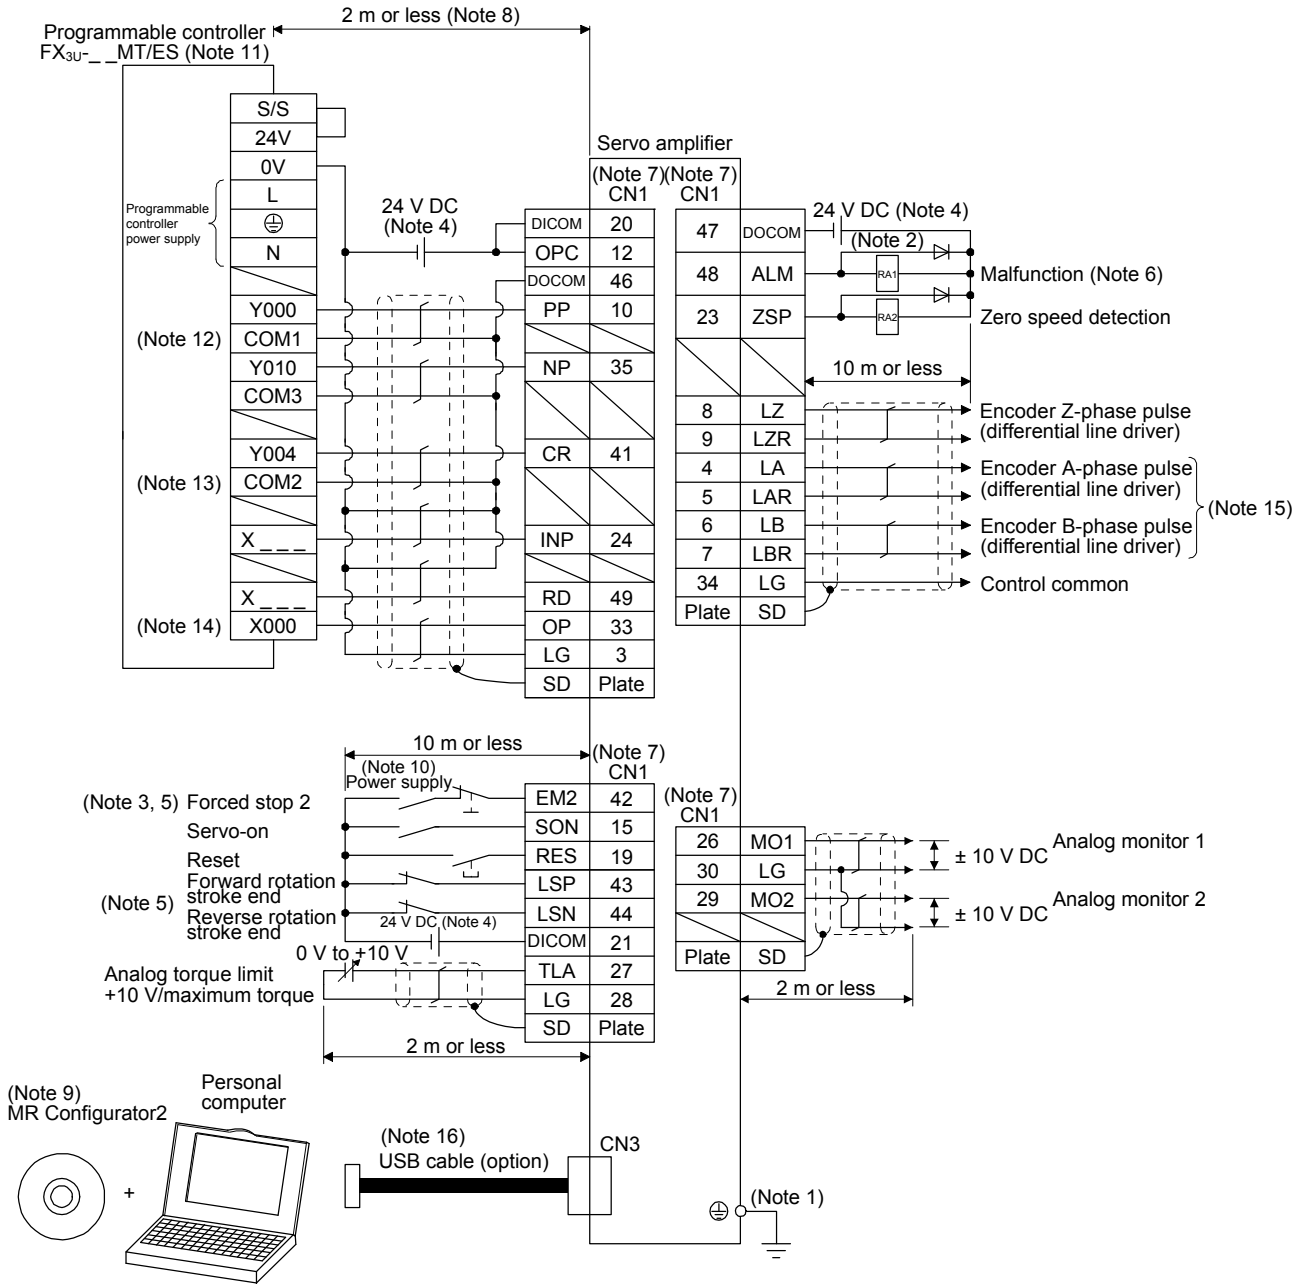 2 m or less (Note 8)
Programmable controller
FX3U-_ _MT/ES (Note 11)
S/S
24V
0V
L
N
Programmable
controller
power supply
Y000
(Note 12) COM1
Y010
COM3
Y004
(Note 13) COM2
X _ _ _
X _ _ _
(Note 14) X000
24 V DC
(Note 4)
Servo amplifier
(Note 7)
CN1
DICOM 20
OPC 12
DOCOM 46
PP 10
NP 35
CR 41
INP 24
RD 49
OP 33
LG 3
SD Plate
(Note 7)
CN1
47 DOCOM
48 ALM
23 ZSP
8 LZ
9 LZR
4 LA
5 LAR
6 LB
7 LBR
34 LG
Plate SD
24 V DC (Note 4)
(Note 2)
RA1
Malfunction (Note 6)
RA2
Zero speed detection
10 m or less
Encoder Z-phase pulse
(differential line driver)
Encoder A-phase pulse
(differential line driver)
(Note 15)
Encoder B-phase pulse
(differential line driver)
Control common
10 m or less
(Note 10)
Power supply
(Note 3, 5) Forced stop 2
Servo-on
Reset
Forward rotation
stroke end
(Note 5)
Reverse rotation
stroke end
24 V DC (Note 4)
0 V to +10 V
Analog torque limit
+10 V/maximum torque
2 m or less
(Note 7)
CN1
EM2 42
SON 15
RES 19
LSP 43
LSN 44
DICOM 21
TLA 27
LG 28
SD Plate
(Note 7)
CN1
26 MO1
30 LG
29 MO2
Plate SD
± 10 V DC
Analog monitor 1
± 10 V DC
Analog monitor 2
2 m or less
(Note 9)
MR Configurator2
+
Personal
computer
(Note 16)
USB cable (option)
CN3
(Note 1)